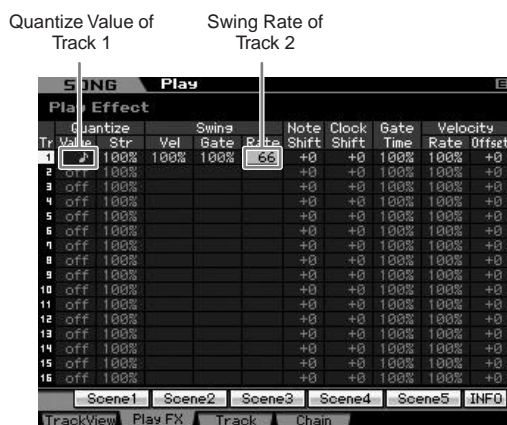 Quantize Value of Track 1
Swing Rate of Track 2
SONG Play
Play Effect
Quantize Swing Note Clock Gate Velocity
Tr Value Str Vel Gate Rate Shift Shift Time Rate Offset
1 ♪ 100% 100% 100% 66 +0 +0 100% 100% +0
2 off 100% +0 +0 100% 100% +0
3 off 100% +0 +0 100% 100% +0
4 off 100% +0 +0 100% 100% +0
5 off 100% +0 +0 100% 100% +0
6 off 100% +0 +0 100% 100% +0
7 off 100% +0 +0 100% 100% +0
8 off 100% +0 +0 100% 100% +0
9 off 100% +0 +0 100% 100% +0
10 off 100% +0 +0 100% 100% +0
11 off 100% +0 +0 100% 100% +0
12 off 100% +0 +0 100% 100% +0
13 off 100% +0 +0 100% 100% +0
14 off 100% +0 +0 100% 100% +0
15 off 100% +0 +0 100% 100% +0
16 off 100% +0 +0 100% 100% +0
Scene1 Scene2 Scene3 Scene4 Scene5 INFO
TrackView Play FX Track Chain